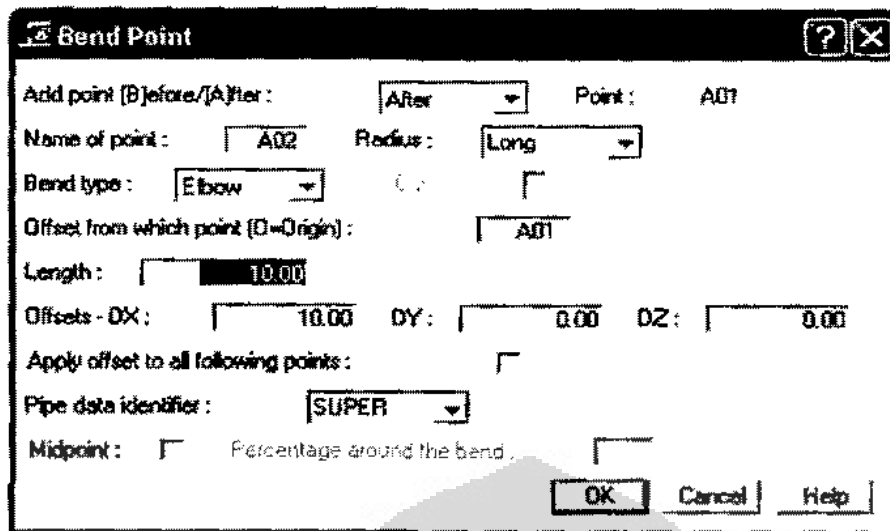 Bend Point
Add point [B]efore/[A]fter : After Point : A01
Name of point : A02 Radius : Long
Bend type : Elbow
Offset from which point (O=Origin) : A01
Length : 10.00
Offsets - DX : 10.00 DY : 0.00 DZ : 0.00
Apply offset to all following points :
Pipe data identifier : SUPER
Midpoint : Percentage around the bend :
OK Cancel Help